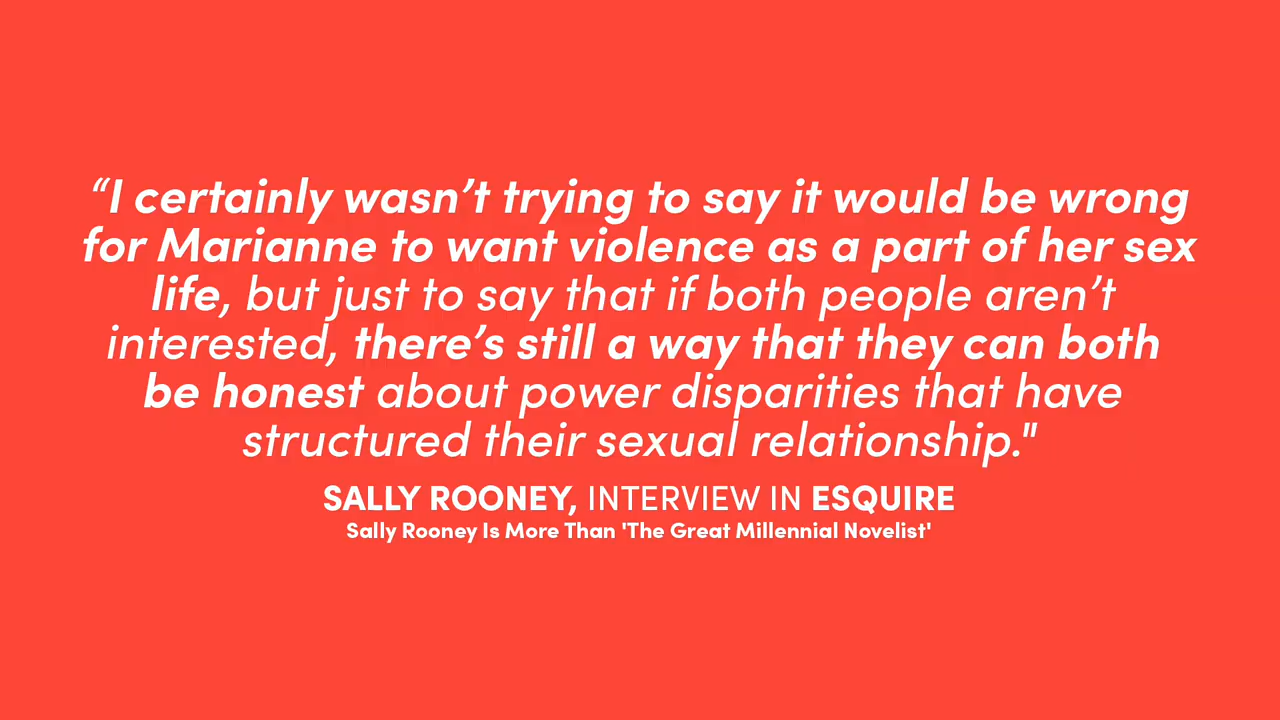 “I certainly wasn’t trying to say it would be wrong
for Marianne to want violence as a part of her sex
life, but just to say that if both people aren’t
interested, there’s still a way that they can both
be honest about power disparities that have
structured their sexual relationship."
SALLY ROONEY, INTERVIEW IN ESQUIRE
Sally Rooney Is More Than 'The Great Millennial Novelist'